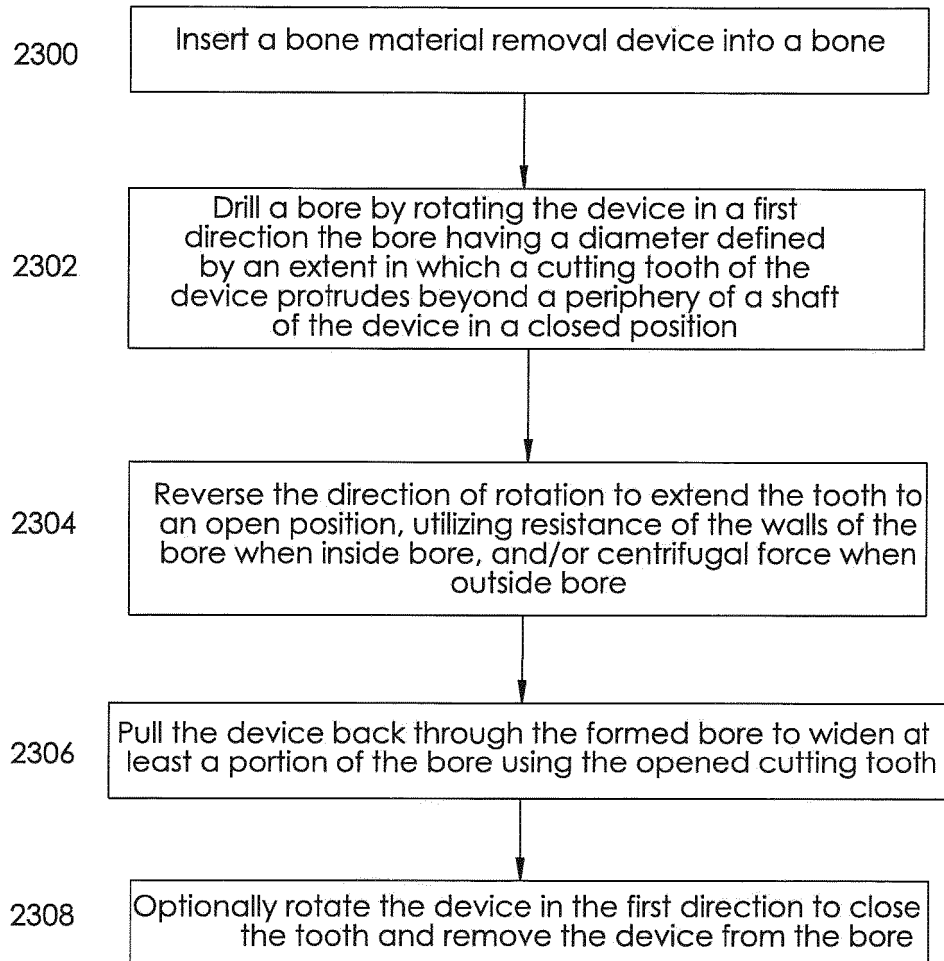 2300
Insert a bone material removal device into a bone
2302
Drill a bore by rotating the device in a first
direction the bore having a diameter defined
by an extent in which a cutting tooth of the
device protrudes beyond a periphery of a shaft
of the device in a closed position
2304
Reverse the direction of rotation to extend the tooth to
an open position, utilizing resistance of the walls of the
bore when inside bore, and/or centrifugal force when
outside bore
2306
Pull the device back through the formed bore to widen at
least a portion of the bore using the opened cutting tooth
2308
Optionally rotate the device in the first direction to close
the tooth and remove the device from the bore